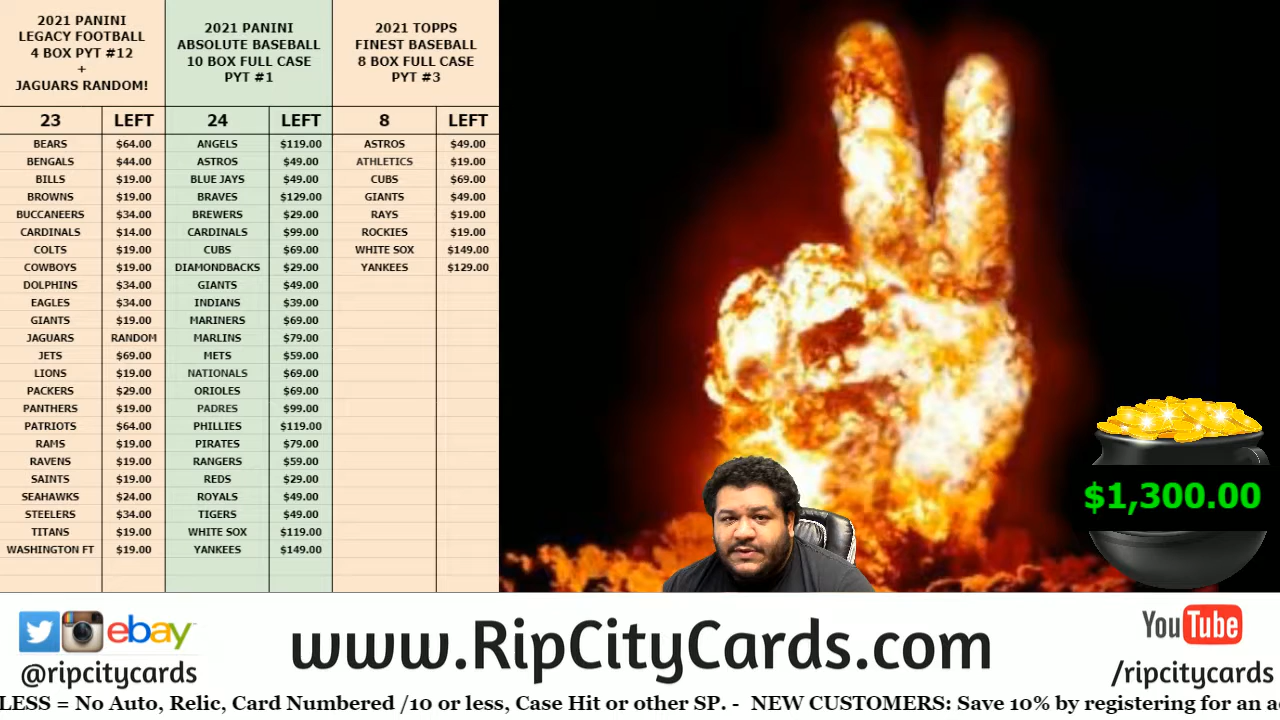 2021 PANINI
LEGACY FOOTBALL
4 BOX PYT #12
+
JAGUARS RANDOM!
23 LEFT
BEARS $64.00
BENGALS $44.00
BILLS $19.00
BROWNS $19.00
BUCCANEERS $34.00
CARDINALS $14.00
COLTS $19.00
COWBOYS $19.00
DOLPHINS $34.00
EAGLES $34.00
GIANTS $19.00
JAGUARS RANDOM
JETS $69.00
LIONS $19.00
PACKERS $29.00
PANTHERS $19.00
PATRIOTS $64.00
RAMS $19.00
RAVENS $19.00
SAINTS $19.00
SEAHAWKS $24.00
STEELERS $34.00
TITANS $19.00
WASHINGTON FT $19.00
2021 PANINI
ABSOLUTE BASEBALL
10 BOX FULL CASE
PYT #1
24 LEFT
ANGELS $119.00
ASTROS $49.00
BLUE JAYS $49.00
BRAVES $129.00
BREWERS $29.00
CARDINALS $99.00
CUBS $69.00
DIAMONDBACKS $29.00
GIANTS $49.00
INDIANS $39.00
MARINERS $69.00
MARLINS $79.00
METS $59.00
NATIONALS $69.00
ORIOLES $69.00
PADRES $99.00
PHILLIES $119.00
PIRATES $79.00
RANGERS $59.00
REDS $29.00
ROYALS $49.00
TIGERS $49.00
WHITE SOX $119.00
YANKEES $149.00
2021 TOPPS
FINEST BASEBALL
8 BOX FULL CASE
PYT #3
8 LEFT
ASTROS $49.00
ATHLETICS $19.00
CUBS $69.00
GIANTS $49.00
RAYS $19.00
ROCKIES $19.00
WHITE SOX $149.00
YANKEES $129.00
$1,300.00
ebay
@ripcitycards
www.RipCityCards.com
YouTube
/ripcitycards
LESS = No Auto, Relic, Card Numbered /10 or less, Case Hit or other SP. - NEW CUSTOMERS: Save 10% by registering for an a